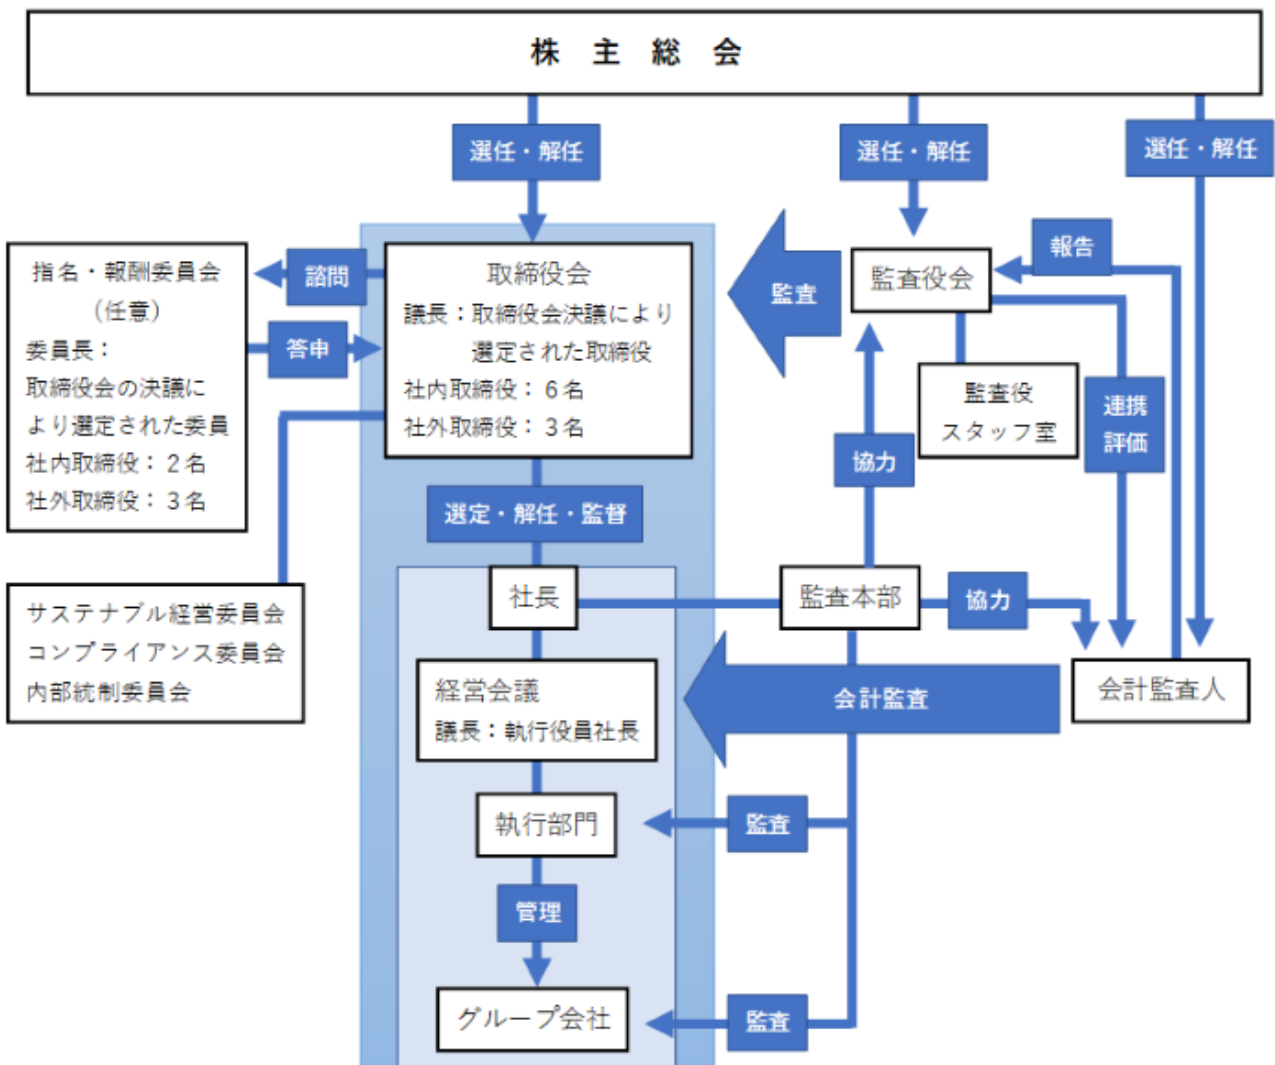 株主総会
選任・解任
選任・解任
選任・解任
指名・報酬委員会
（任意）
委員長：
取締役会の決議に
より選定された委員
社内取締役：２名
社外取締役：３名
諮問
答申
取締役会
議長：取締役会決議により
選定された取締役
社内取締役：６名
社外取締役：３名
監査
監査役会
報告
監査役
スタッフ室
連携
評価
協力
選定・解任・監督
サステナブル経営委員会
コンプライアンス委員会
内部統制委員会
社長
監査本部
協力
経営会議
議長：執行役員社長
会計監査
会計監査人
執行部門
監査
管理
グループ会社
監査